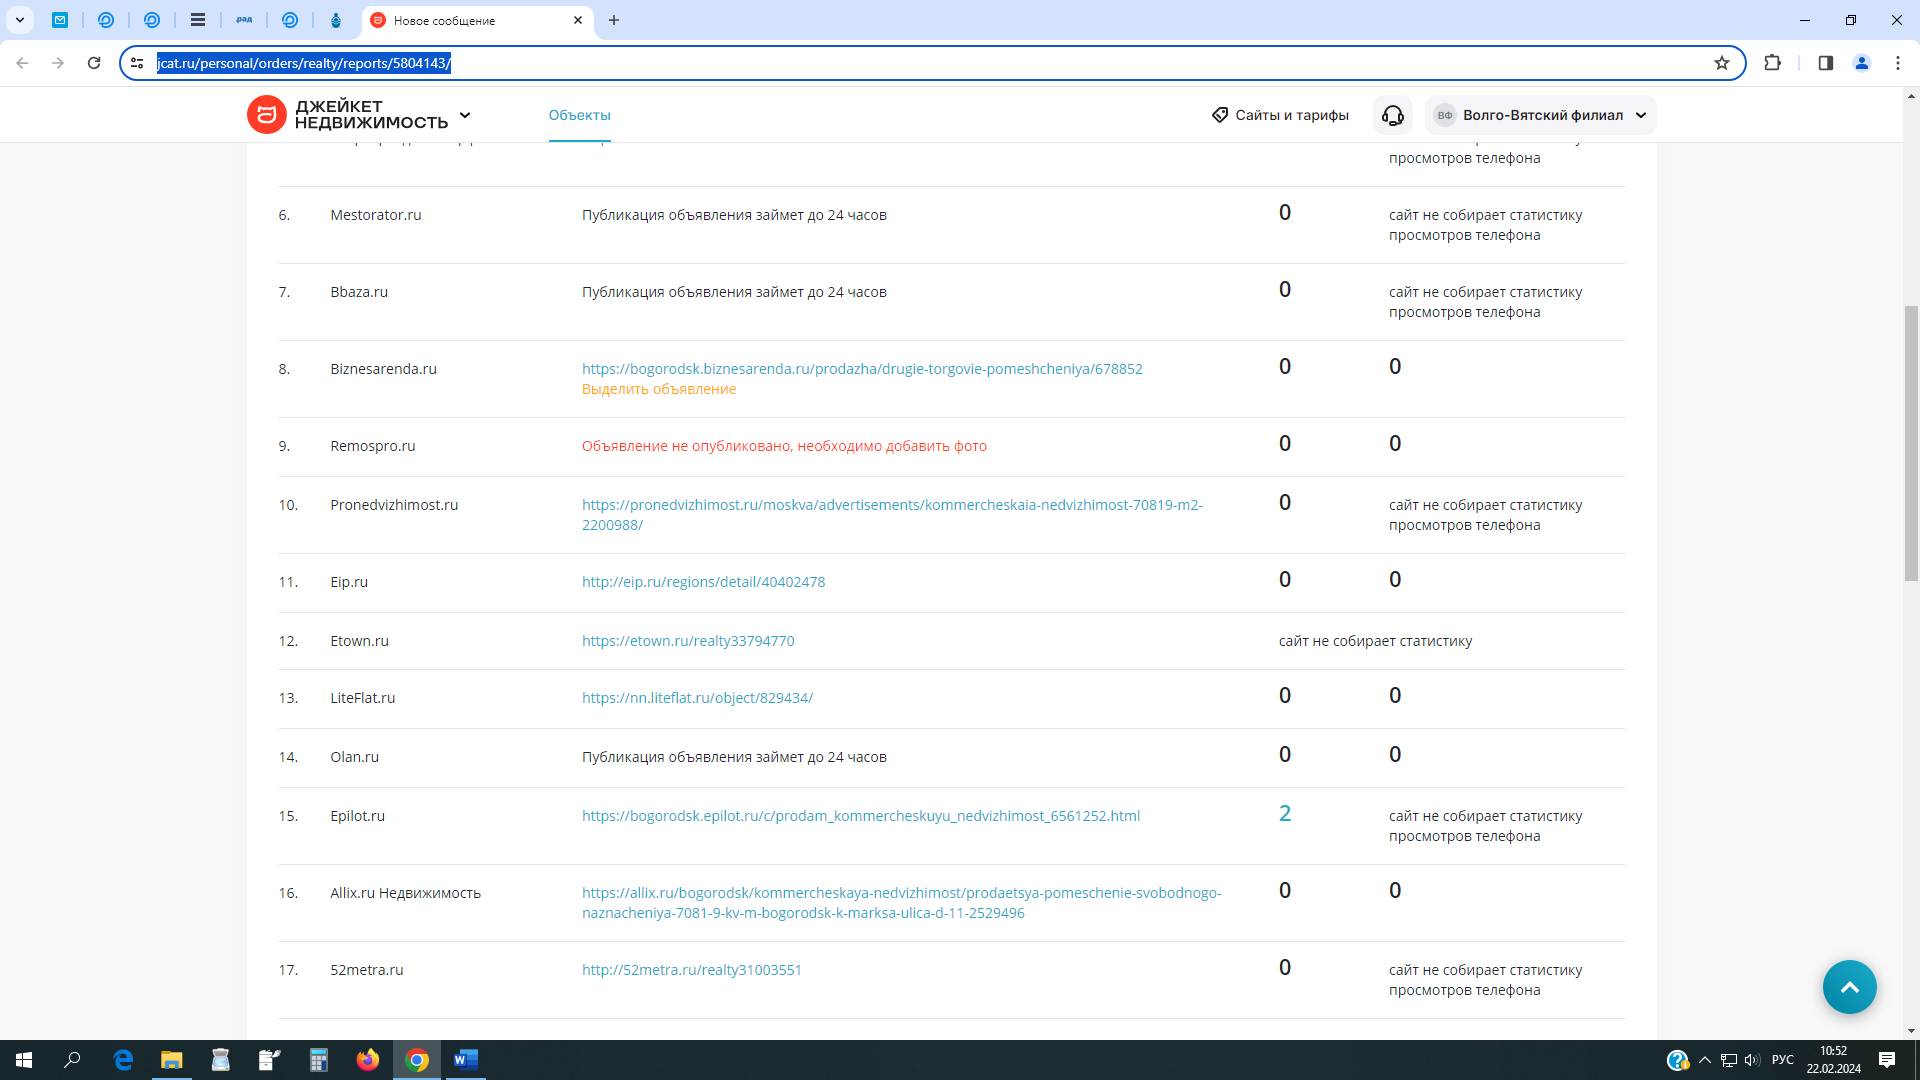 рад
Новое сообщение
jcat.ru/personal/orders/realty/reports/5804143/
ДЖЕЙКЕТ
НЕДВИЖИМОСТЬ
Объекты
Сайты и тарифы
ВФ Волго-Вятский филиал
просмотров телефона
6. Mestorator.ru Публикация объявления займет до 24 часов 0 сайт не собирает статистику
просмотров телефона
7. Bbaza.ru Публикация объявления займет до 24 часов 0 сайт не собирает статистику
просмотров телефона
8. Biznesarenda.ru https://bogorodsk.biznesarenda.ru/prodazha/drugie-torgovie-pomeshcheniya/678852 0 0
Выделить объявление
9. Remospro.ru Объявление не опубликовано, необходимо добавить фото 0 0
10. Pronedvizhimost.ru https://pronedvizhimost.ru/moskva/advertisements/kommercheskaia-nedvizhimost-70819-m2- 0 сайт не собирает статистику
2200988/ просмотров телефона
11. Eip.ru http://eip.ru/regions/detail/40402478 0 0
12. Etown.ru https://etown.ru/realty33794770 сайт не собирает статистику
13. LiteFlat.ru https://nn.liteflat.ru/object/829434/ 0 0
14. Olan.ru Публикация объявления займет до 24 часов 0 0
15. Epilot.ru https://bogorodsk.epilot.ru/c/prodam_kommercheskuyu_nedvizhimost_6561252.html 2 сайт не собирает статистику
просмотров телефона
16. Allix.ru Недвижимость https://allix.ru/bogorodsk/kommercheskaya-nedvizhimost/prodaetsya-pomeschenie-svobodnogo- 0 0
naznacheniya-7081-9-kv-m-bogorodsk-k-marksa-ulica-d-11-2529496
17. 52metra.ru http://52metra.ru/realty31003551 0 сайт не собирает статистику
просмотров телефона
РУС
10:52
22.02.2024